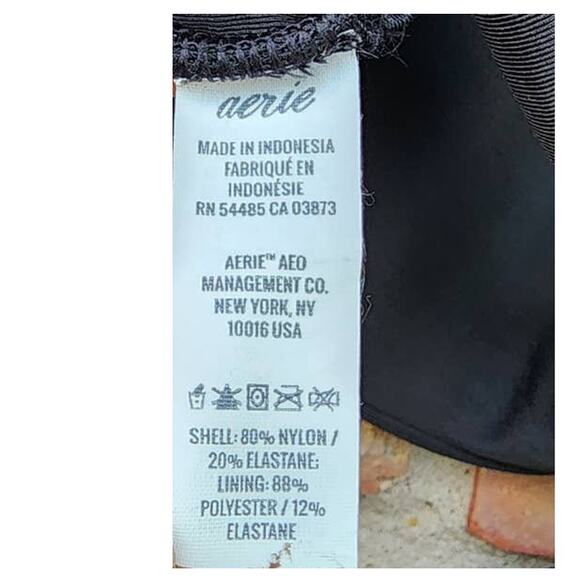 aerie
MADE IN INDONESIA
FABRIQUÉ EN
INDONÉSIE
RN 54485 CA 03873
AERIE™ AEO
MANAGEMENT CO.
NEW YORK, NY
10016 USA
SHELL: 80% NYLON /
20% ELASTANE;
LINING: 88%
POLYESTER / 12%
ELASTANE